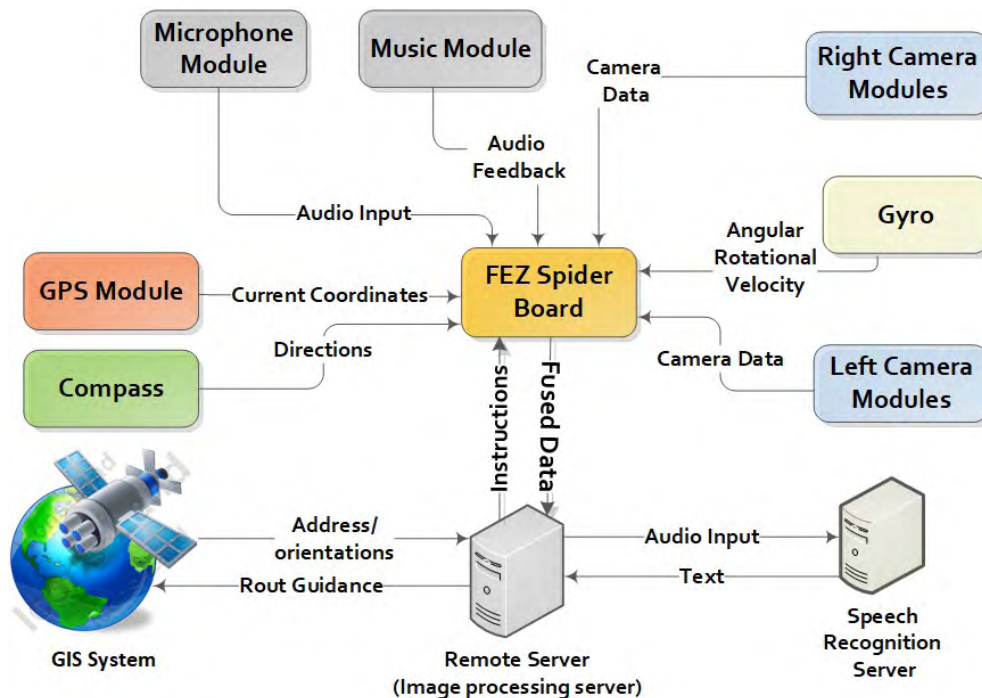 Microphone
Module
Music Module
Right Camera
Modules
Camera
Data
Audio
Feedback
Audio Input
Gyro
Angular
Rotational
Velocity
GPS Module
Current Coordinates
FEZ Spider
Board
Directions
Compass
Camera Data
Left Camera
Modules
Instructions
Fused Data
Address/
orientations
Rout Guidance
Audio Input
Text
GIS System
Remote Server
(Image processing server)
Speech
Recognition
Server